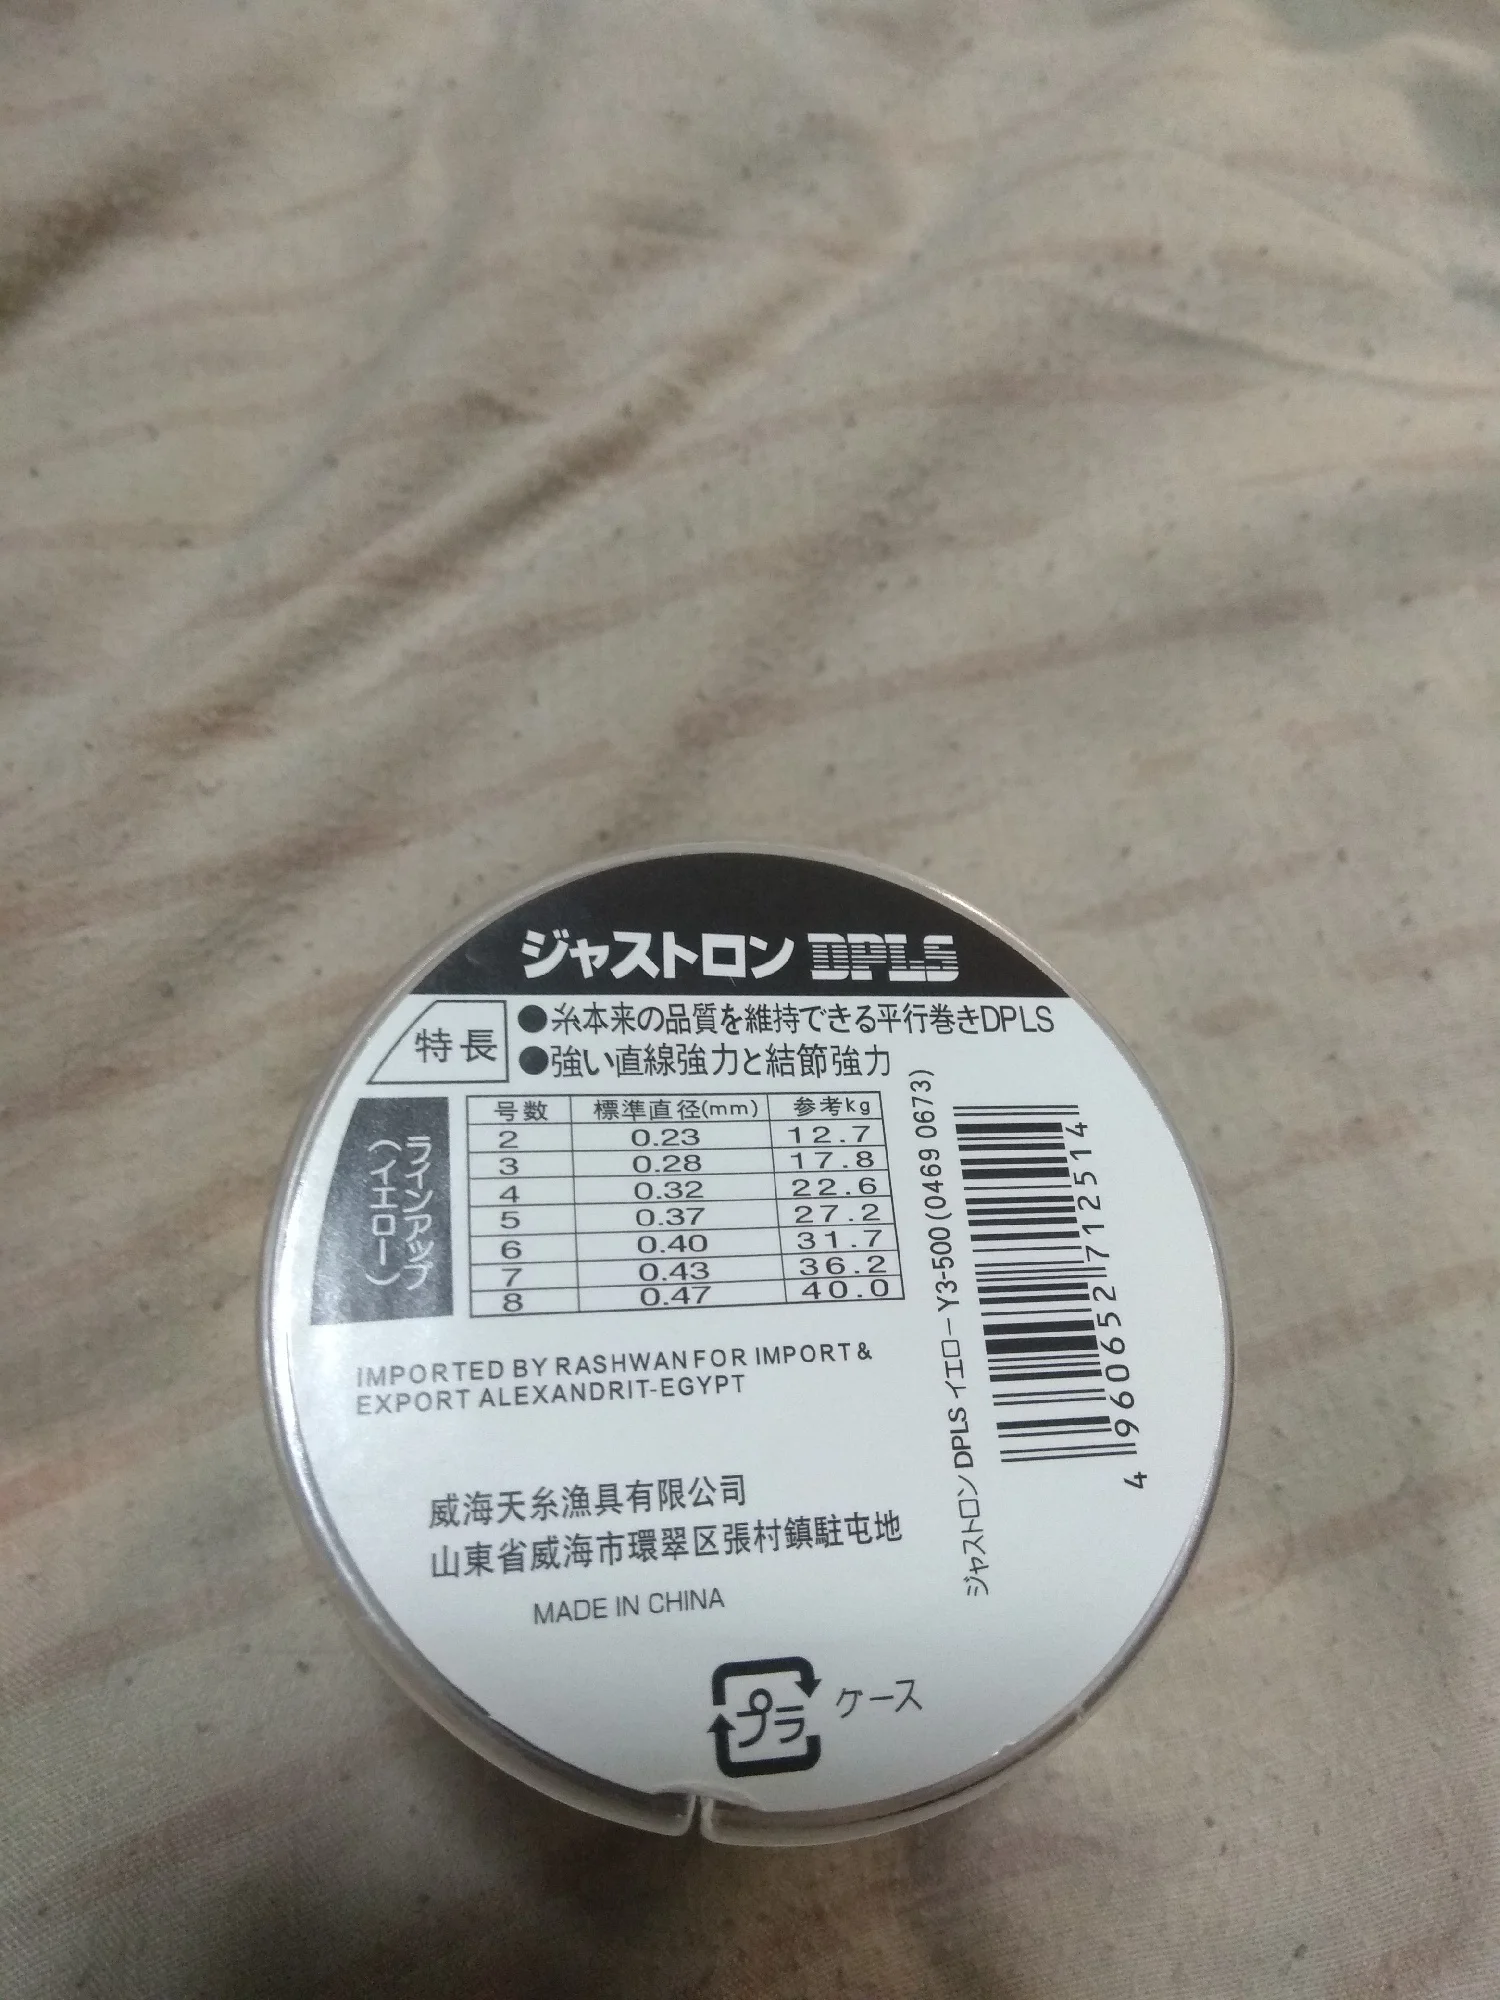 ジャストロン DPLS
特長
●糸本来の品質を維持できる平行巻きDPLS
●強い直線強力と結節強力
ラインアップ
(イエロー)
号数 標準直径(mm) 参考kg
2 0.23 12.7
3 0.28 17.8
4 0.32 22.6
5 0.37 27.2
6 0.40 31.7
7 0.43 36.2
8 0.47 40.0
ジャストロン DPLS イエロー Y3-500 (0469 0673)
4 960652 712514
IMPORTED BY RASHWAN FOR IMPORT &
EXPORT ALEXANDRIT-EGYPT
威海天糸漁具有限公司
山東省威海市環翠区張村鎮駐屯地
MADE IN CHINA
プラ ケース